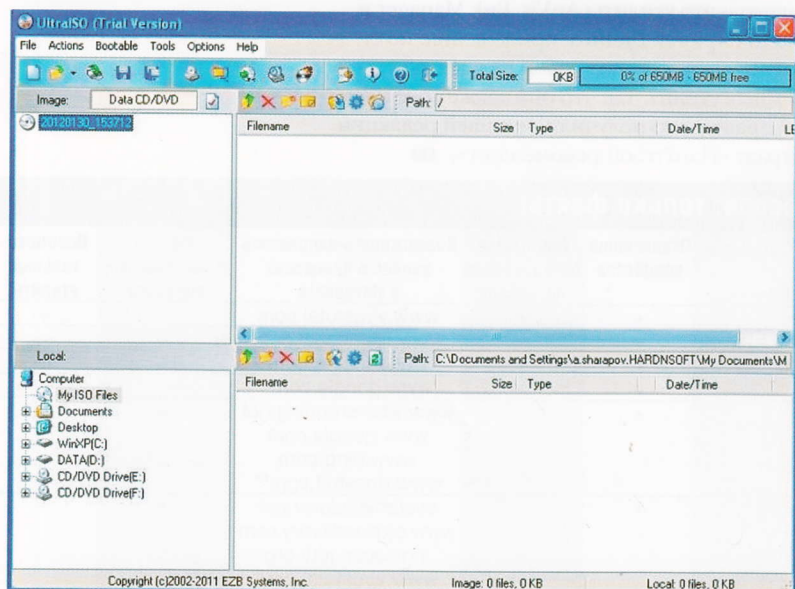 UltraISO (Trial Version)
File Actions Bootable Tools Options Help
Total Size: 0KB 0% of 650MB - 650MB free
Image: Data CD/DVD Path: /
20120130_153712
Filename Size Type Date/Time LE
Local: Path: C:\Documents and Settings\a.sharapov.HARDNSOFT\My Documents\M
Computer
My ISO Files
Documents
Desktop
WinXP(C:)
DATA(D:)
CD/DVD Drive(E:)
CD/DVD Drive(F:)
Filename Size Type Date/Time
Copyright (c)2002-2011 EZB Systems, Inc. Image: 0 files, 0 KB Local: 0 files, 0 KB